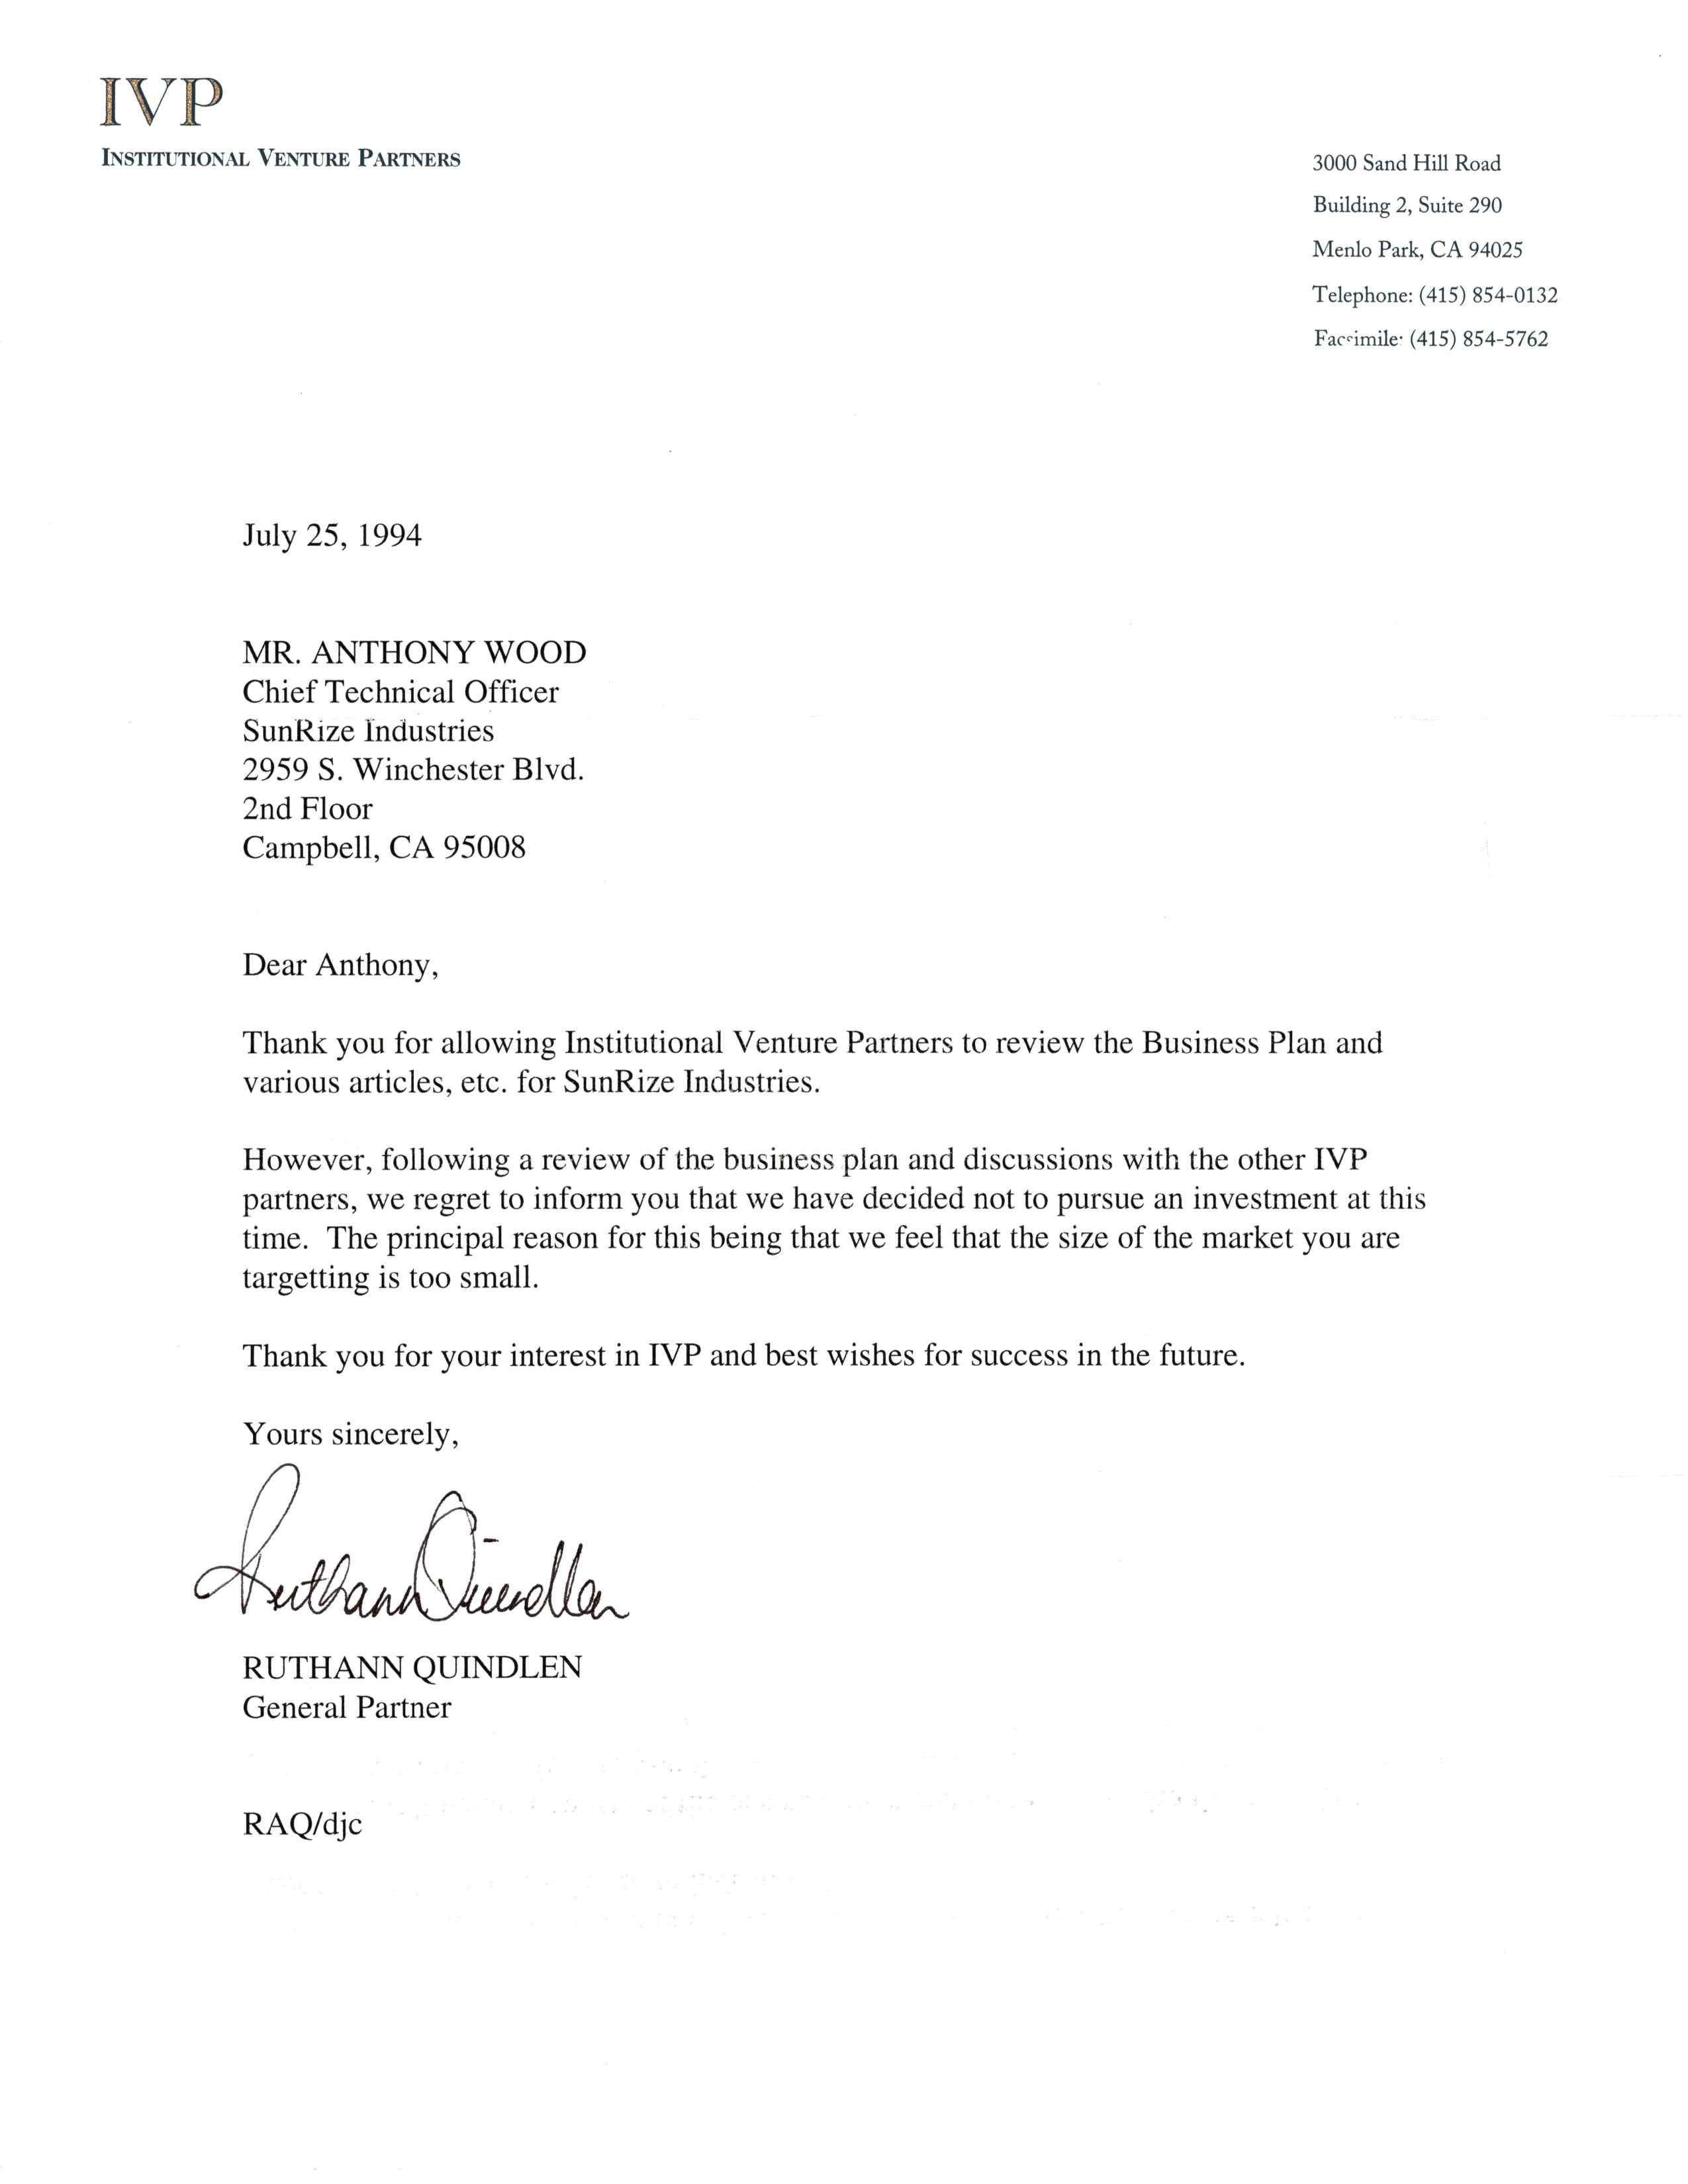 IVP
INSTITUTIONAL VENTURE PARTNERS
3000 Sand Hill Road
Building 2, Suite 290
Menlo Park, CA 94025
Telephone: (415) 854-0132
Facsimile: (415) 854-5762
July 25, 1994
MR. ANTHONY WOOD
Chief Technical Officer
SunRize Industries
2959 S. Winchester Blvd.
2nd Floor
Campbell, CA 95008
Dear Anthony,
Thank you for allowing Institutional Venture Partners to review the Business Plan and
various articles, etc. for SunRize Industries.
However, following a review of the business plan and discussions with the other IVP
partners, we regret to inform you that we have decided not to pursue an investment at this
time.  The principal reason for this being that we feel that the size of the market you are
targetting is too small.
Thank you for your interest in IVP and best wishes for success in the future.
Yours sincerely,
Ruthann Quindlen
RUTHANN QUINDLEN
General Partner
RAQ/djc